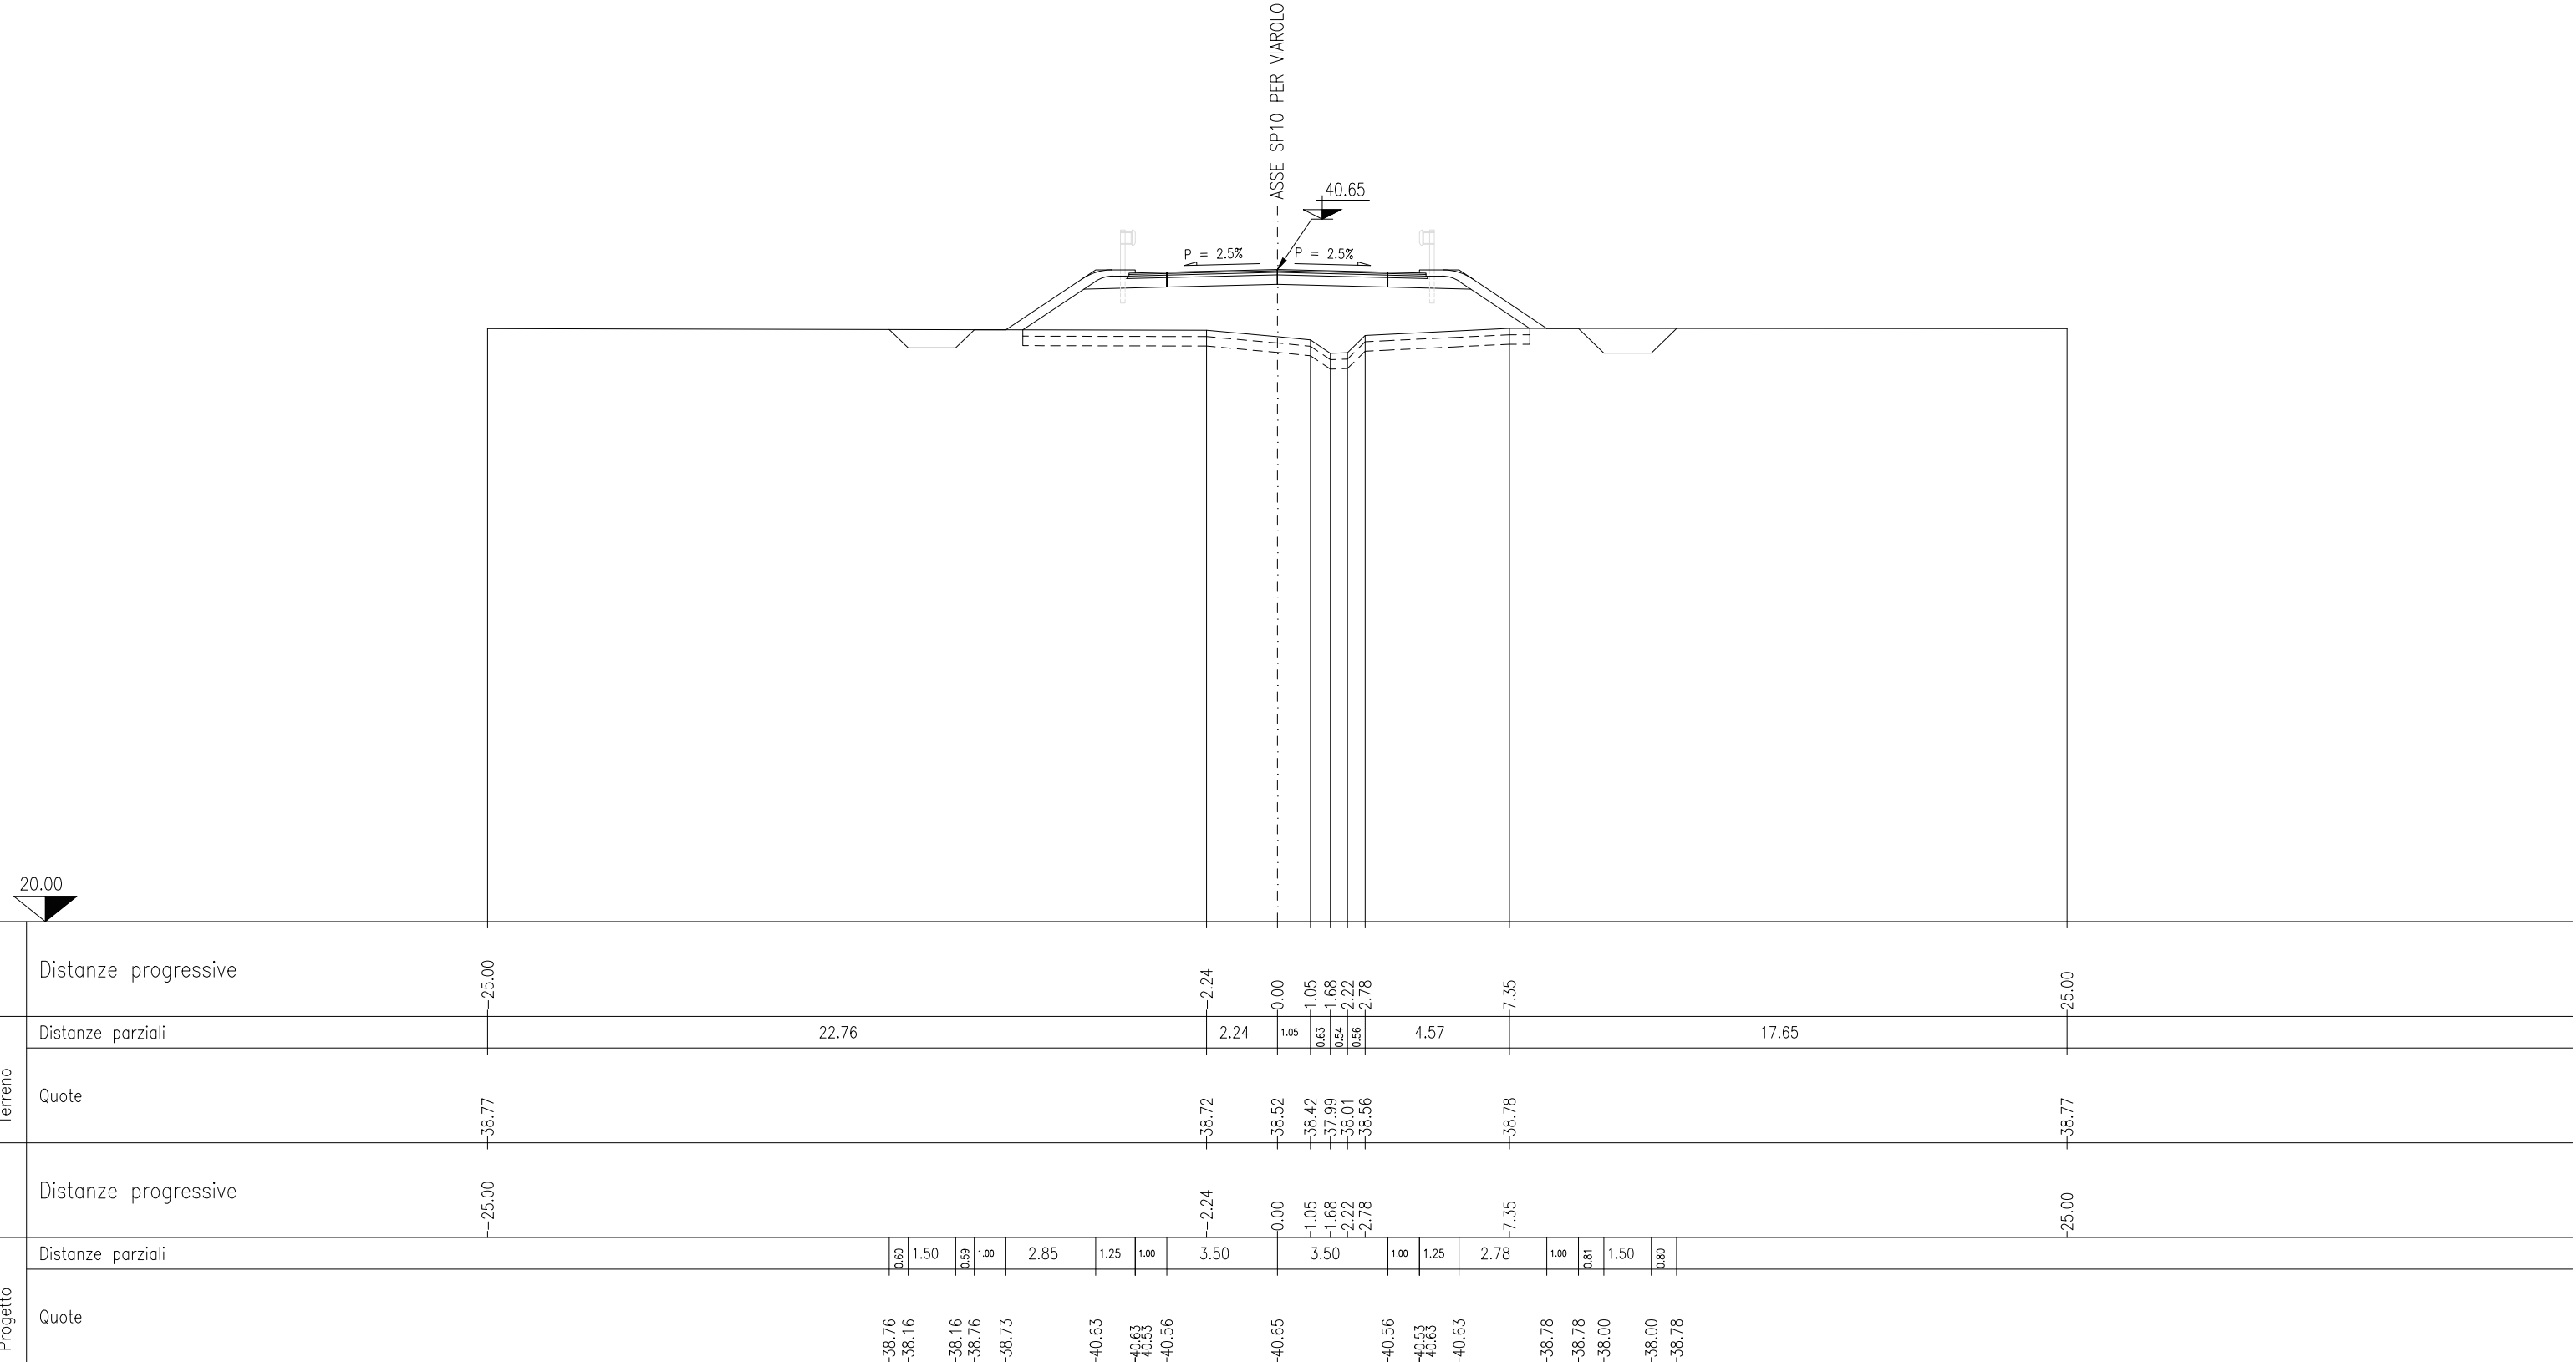 ASSE SP10 PER VIAROLO
40.65
P = 2.5% P = 2.5%
20.00
Terreno
Distanze progressive
-25.00 -2.24 0.00 1.05 1.68 2.22 2.78 7.35 25.00
Distanze parziali
22.76 2.24 1.05 0.63 0.54 0.56 4.57 17.65
Quote
38.77 38.72 38.52 38.42 37.99 38.01 38.56 38.78 38.77
Progetto
Distanze progressive
-25.00 -2.24 0.00 1.05 1.68 2.22 2.78 7.35 25.00
Distanze parziali
0.60 1.50 0.59 1.00 2.85 1.25 1.00 3.50 3.50 1.00 1.25 2.78 1.00 0.81 1.50 0.80
Quote
38.76 38.16 38.16 38.76 38.73 40.63 40.63 40.53 40.56 40.65 40.56 40.53 40.63 40.63 38.78 38.78 38.00 38.00 38.78